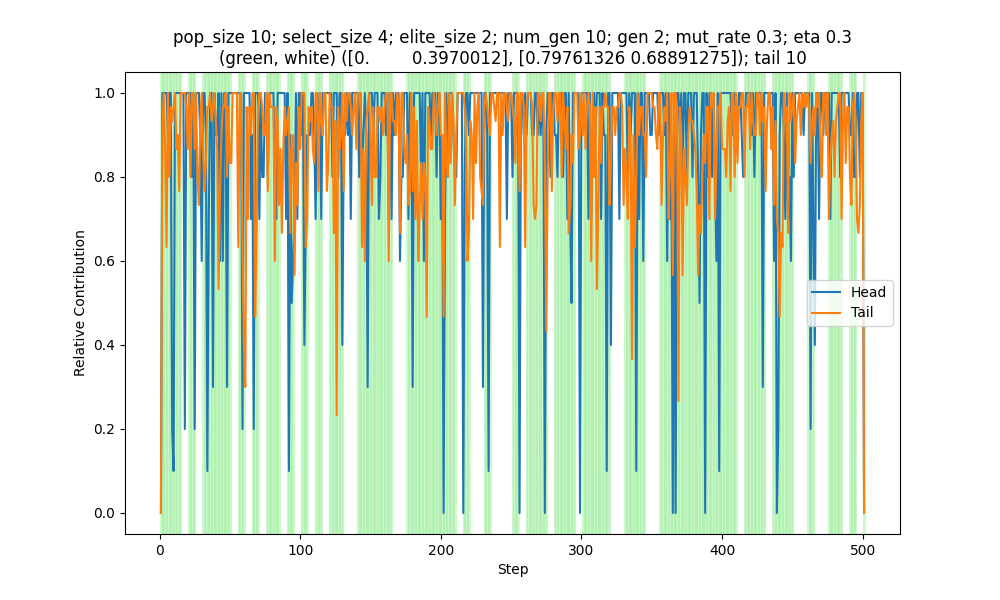 pop_size 10; select_size 4; elite_size 2; num_gen 10; gen 2; mut_rate 0.3; eta 0.3
(green, white) ([0.         0.3970012], [0.79761326 0.68891275]); tail 10
1.0
0.8
0.6
0.4
0.2
0.0
Relative Contribution
Head
Tail
0
100
200
300
400
500
Step